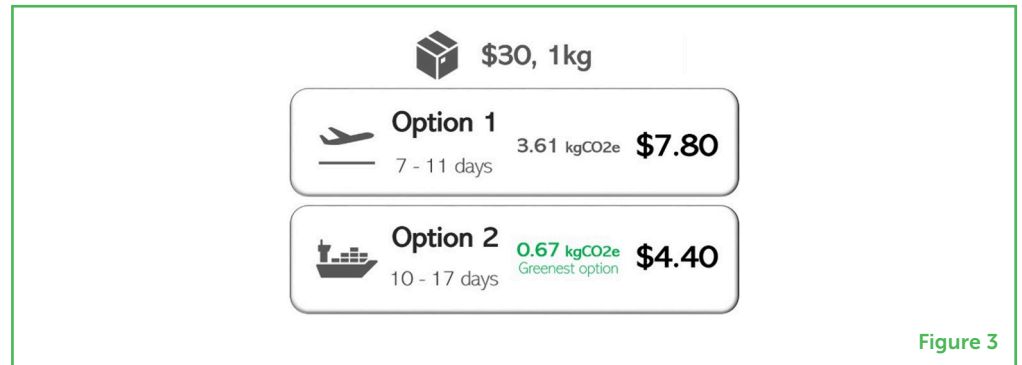 $30, 1kg
Option 1
7 - 11 days
3.61 kgCO2e
$7.80
Option 2
10 - 17 days
0.67 kgCO2e
Greenest option
$4.40
Figure 3